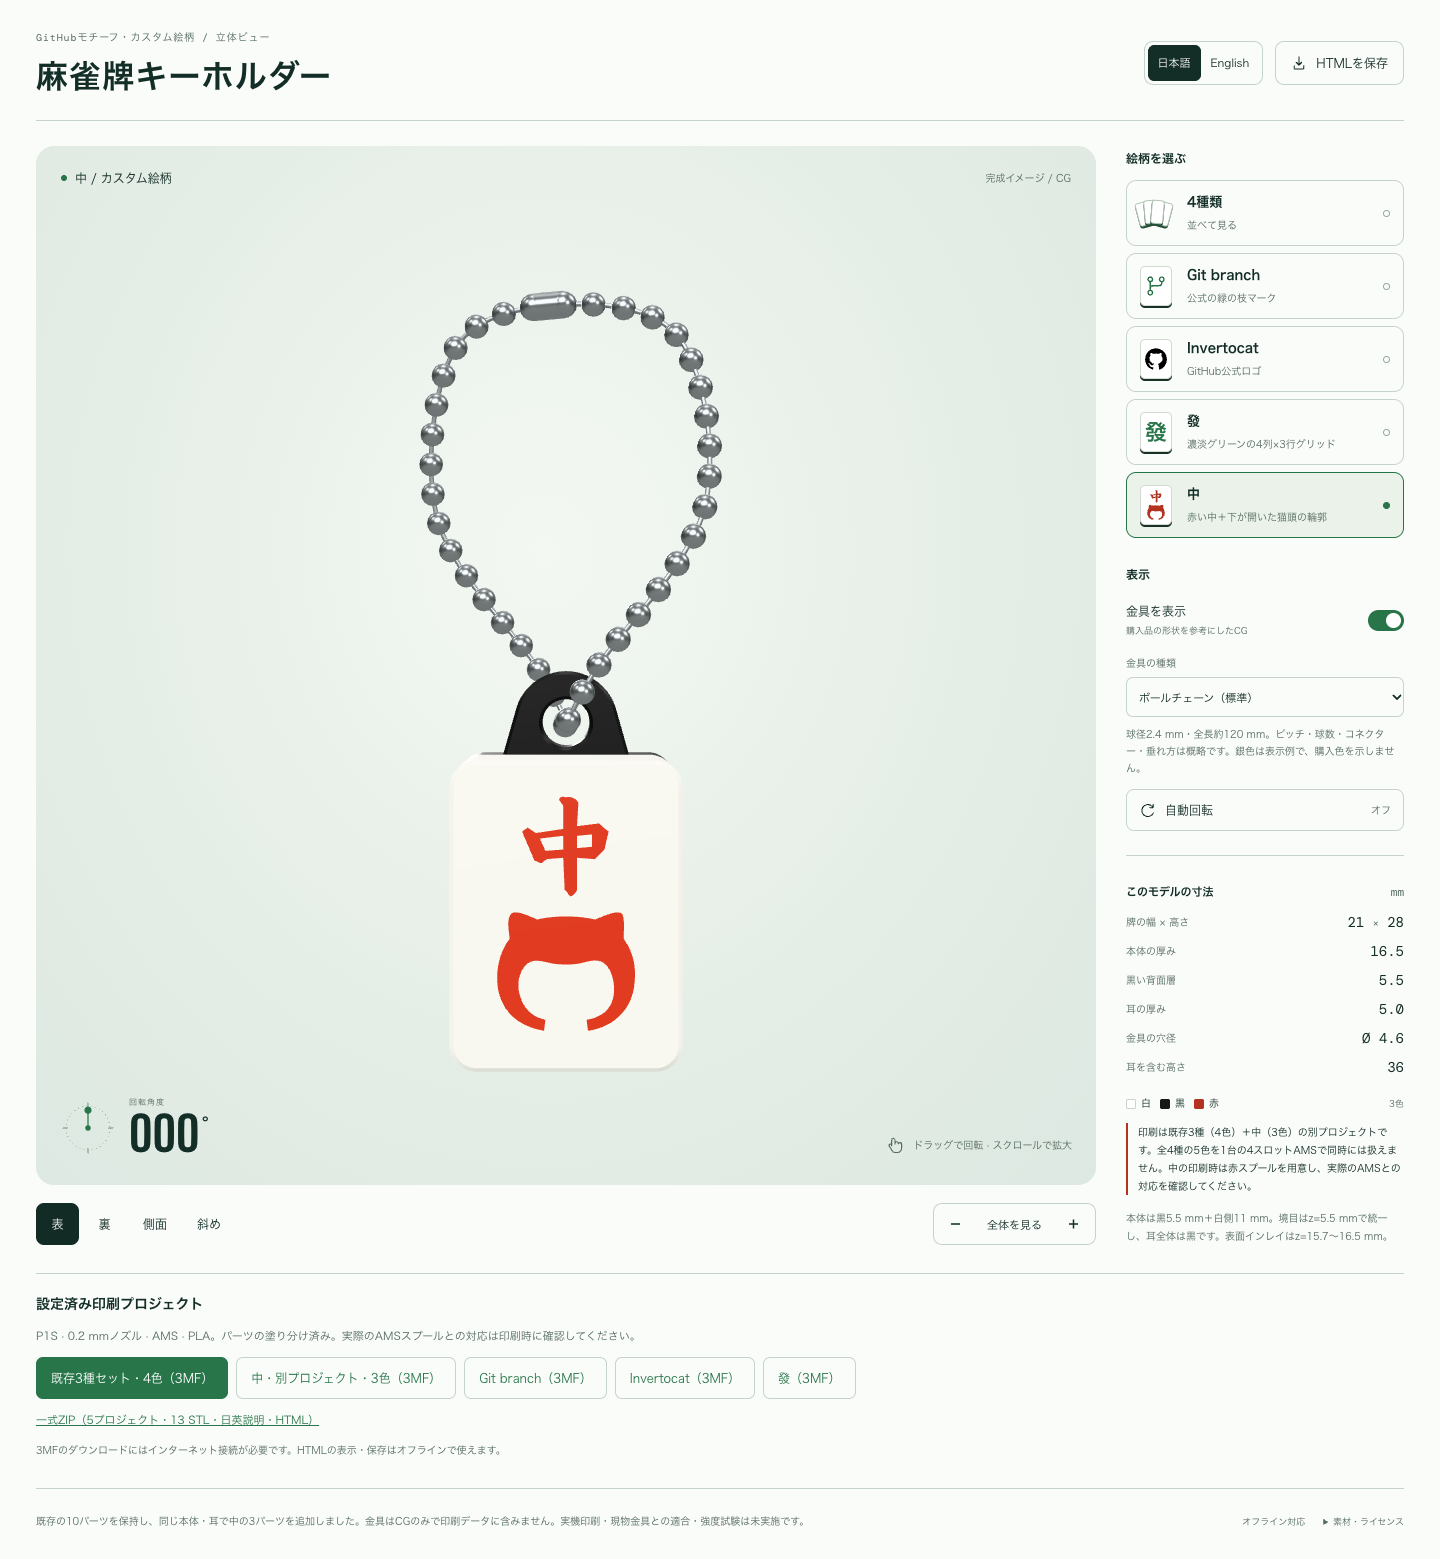 GitHubモチーフ・カスタム絵柄 / 立体ビュー
麻雀牌キーホルダー
日本語
English
HTMLを保存
中 / カスタム絵柄
完成イメージ / CG
中
回転角度
000°
ドラッグで回転 · スクロールで拡大
表
裏
側面
斜め
−
全体を見る
+
絵柄を選ぶ
4種類
並べて見る
Git branch
公式の緑の枝マーク
Invertocat
GitHub公式ロゴ
發
發
濃淡グリーンの4列×3行グリッド
中
中
赤い中＋下が開いた猫頭の輪郭
表示
金具を表示
購入品の形状を参考にしたCG
金具の種類
ボールチェーン（標準）
球径2.4 mm・全長約120 mm。ピッチ・球数・コネクタ
ー・垂れ方は概略です。銀色は表示例で、購入色を示しませ
ん。
自動回転
オフ
このモデルの寸法
mm
牌の幅 × 高さ
21 × 28
本体の厚み
16.5
黒い背面層
5.5
耳の厚み
5.0
金具の穴径
Ø 4.6
耳を含む高さ
36
白
黒
赤
3色
印刷は既存3種（4色）＋中（3色）の別プロジェクトで
す。全4種の5色を1台の4スロットAMSで同時には扱えま
せん。中の印刷時は赤スプールを用意し、実際のAMSとの
対応を確認してください。
本体は黒5.5 mm＋白側11 mm。境目はz=5.5 mmで統一
し、耳全体は黒です。表面インレイはz=15.7〜16.5 mm。
設定済み印刷プロジェクト
P1S · 0.2 mmノズル · AMS · PLA。パーツの塗り分け済み。実際のAMSスプールとの対応は印刷時に確認してください。
既存3種セット・4色（3MF）
中・別プロジェクト・3色（3MF）
Git branch（3MF）
Invertocat（3MF）
發（3MF）
一式ZIP（5プロジェクト・13 STL・日英説明・HTML）
3MFのダウンロードにはインターネット接続が必要です。HTMLの表示・保存はオフラインで使えます。
既存の10パーツを保持し、同じ本体・耳で中の3パーツを追加しました。金具はCGのみで印刷データに含みません。実機印刷・現物金具との適合・強度試験は未実施です。
オフライン対応
▶ 素材・ライセンス